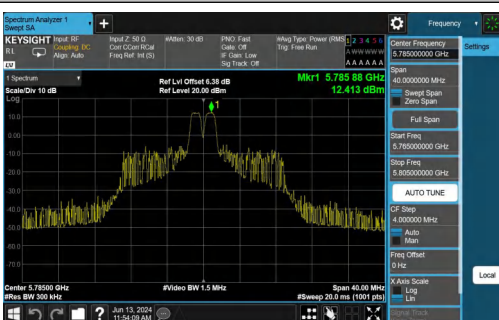 Spectrum Analyzer 1
Swept SA
Frequency
Settings
KEYSIGHT
RL
Input: RF
Coupling: DC
Align: Auto
Input Z: 50 Ω
Corr CCorr RCal
Freq Ref: Int (S)
#Atten: 30 dB
PNO: Fast
Gate: Off
IF Gain: Low
Sig Track: Off
#Avg Type: Power (RMS
Trig: Free Run
1 2 3 4 5 6
A W W W W W
A A A A A A
1 Spectrum
Scale/Div 10 dB
Log
Ref Lvl Offset 6.38 dB
Ref Level 20.00 dBm
Mkr1 5.785 88 GHz
12.413 dBm
1
10.0
0.00
-10.0
-20.0
-30.0
-40.0
-50.0
-60.0
-70.0
Center 5.78500 GHz
#Res BW 300 kHz
#Video BW 1.5 MHz
Span 40.00 MHz
#Sweep 20.0 ms (1001 pts)
Center Frequency
5.785000000 GHz
Span
40.0000000 MHz
Swept Span
Zero Span
Full Span
Start Freq
5.765000000 GHz
Stop Freq
5.805000000 GHz
AUTO TUNE
CF Step
4.000000 MHz
Auto
Man
Freq Offset
0 Hz
X Axis Scale
Log
Lin
Signal Track
Local
Jun 13, 2024
11:54:09 AM